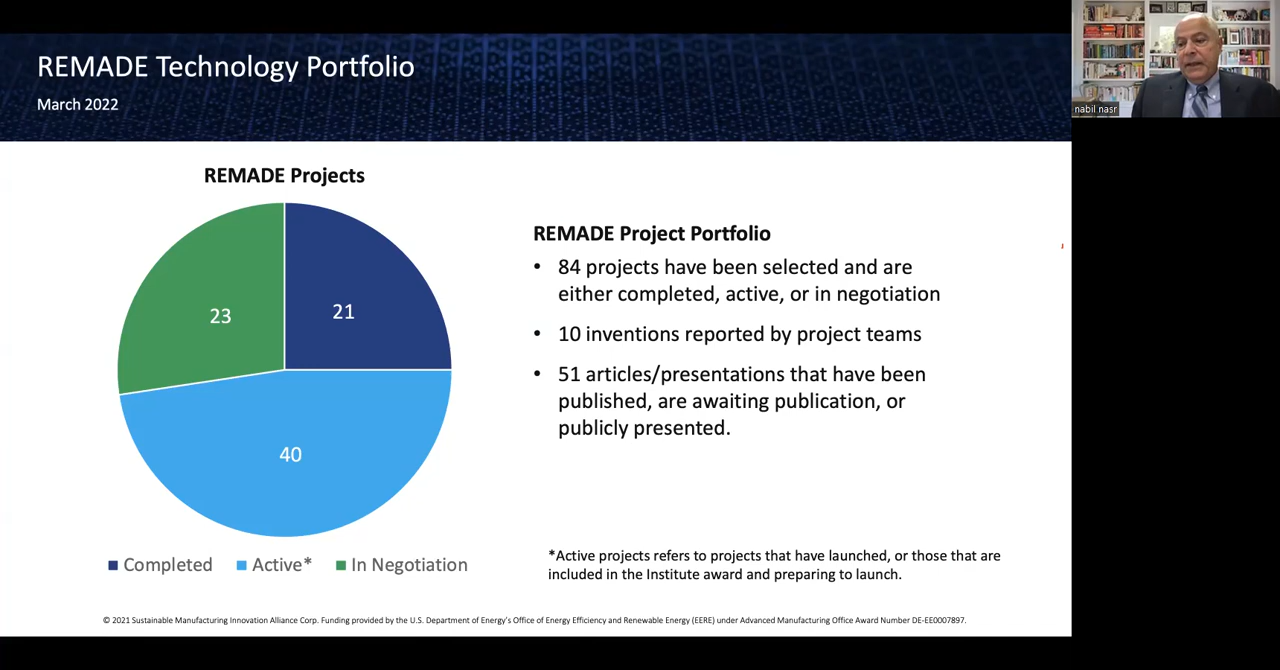 REMADE Technology Portfolio
March 2022
nabil nasr
REMADE Projects
23
21
40
Completed
Active*
In Negotiation
REMADE Project Portfolio
• 84 projects have been selected and are
either completed, active, or in negotiation
• 10 inventions reported by project teams
• 51 articles/presentations that have been
published, are awaiting publication, or
publicly presented.
*Active projects refers to projects that have launched, or those that are
included in the Institute award and preparing to launch.
© 2021 Sustainable Manufacturing Innovation Alliance Corp. Funding provided by the U.S. Department of Energy's Office of Energy Efficiency and Renewable Energy (EERE) under Advanced Manufacturing Office Award Number DE-EE0007897.